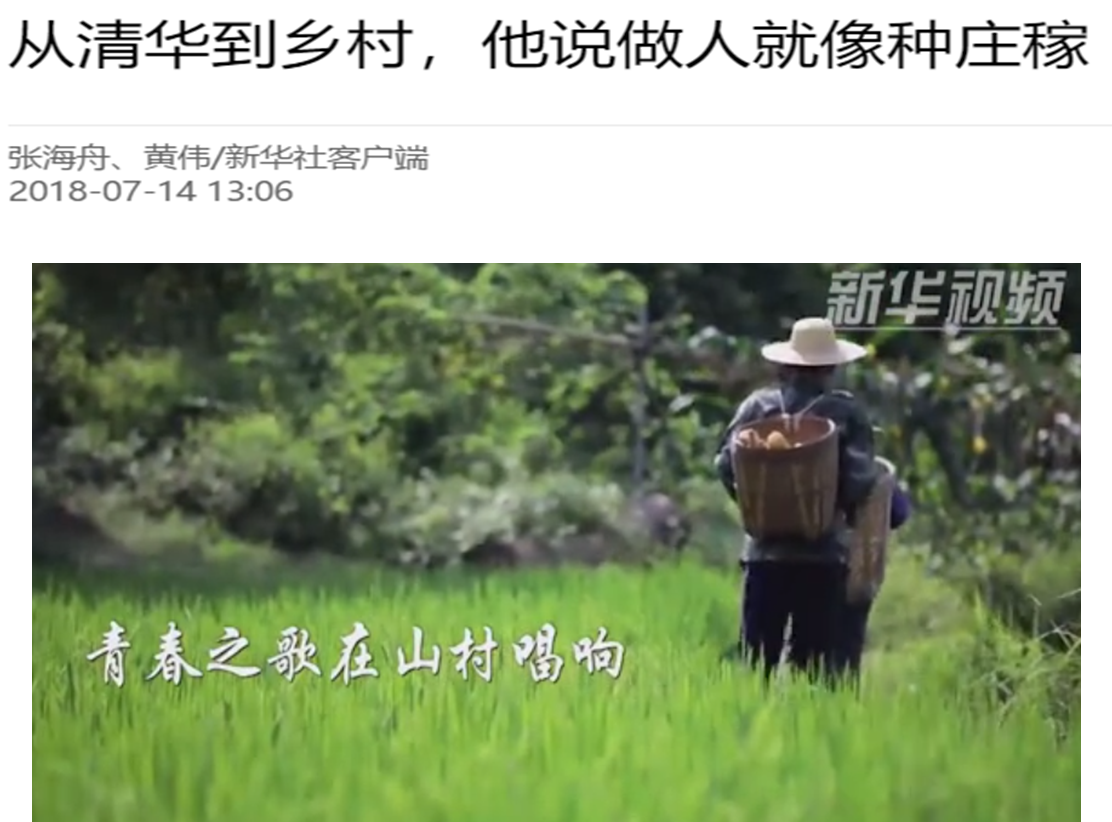 从清华到乡村，他说做人就像种庄稼
张海舟、黄伟/新华社客户端
2018-07-14 13:06
新华视频
青春之歌在山村唱响